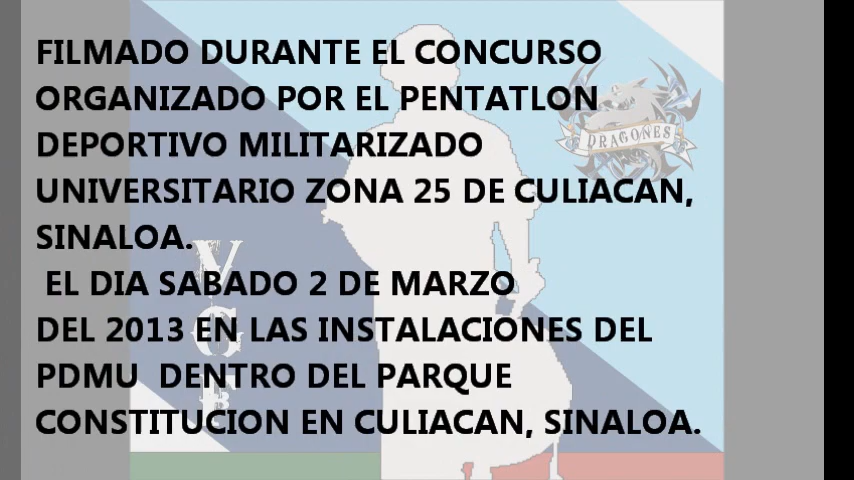 FILMADO DURANTE EL CONCURSO
ORGANIZADO POR EL PENTATLON
DEPORTIVO MILITARIZADO
UNIVERSITARIO ZONA 25 DE CULIACAN,
SINALOA.
EL DIA SABADO 2 DE MARZO
DEL 2013 EN LAS INSTALACIONES DEL
PDMU DENTRO DEL PARQUE
CONSTITUCION EN CULIACAN, SINALOA.
DRAGONES